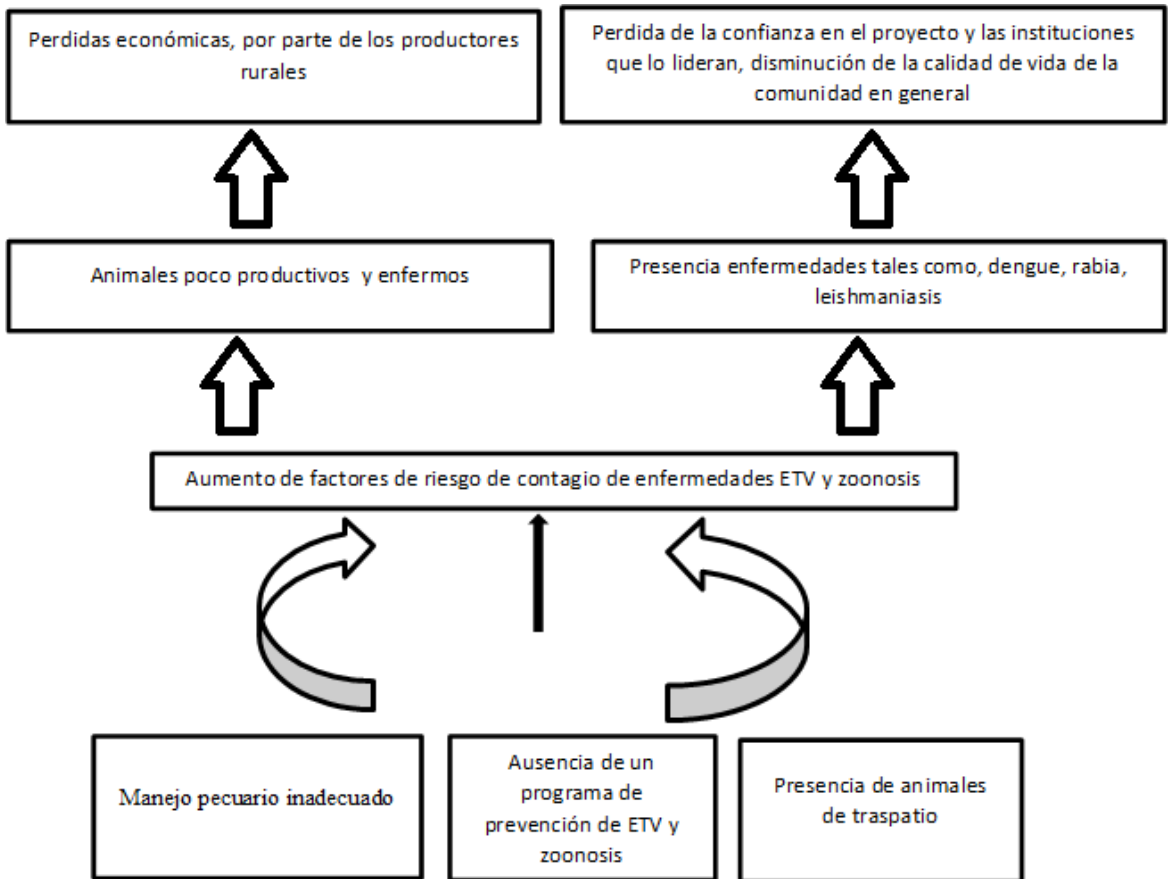 Perdidas económicas, por parte de los productores
rurales
Perdida de la confianza en el proyecto y las instituciones
que lo lideran, disminución de la calidad de vida de la
comunidad en general
Animales poco productivos y enfermos
Presencia enfermedades tales como, dengue, rabia,
leishmaniasis
Aumento de factores de riesgo de contagio de enfermedades ETV y zoonosis
Manejo pecuario inadecuado
Ausencia de un
programa de
prevención de ETV y
zoonosis
Presencia de animales
de traspatio